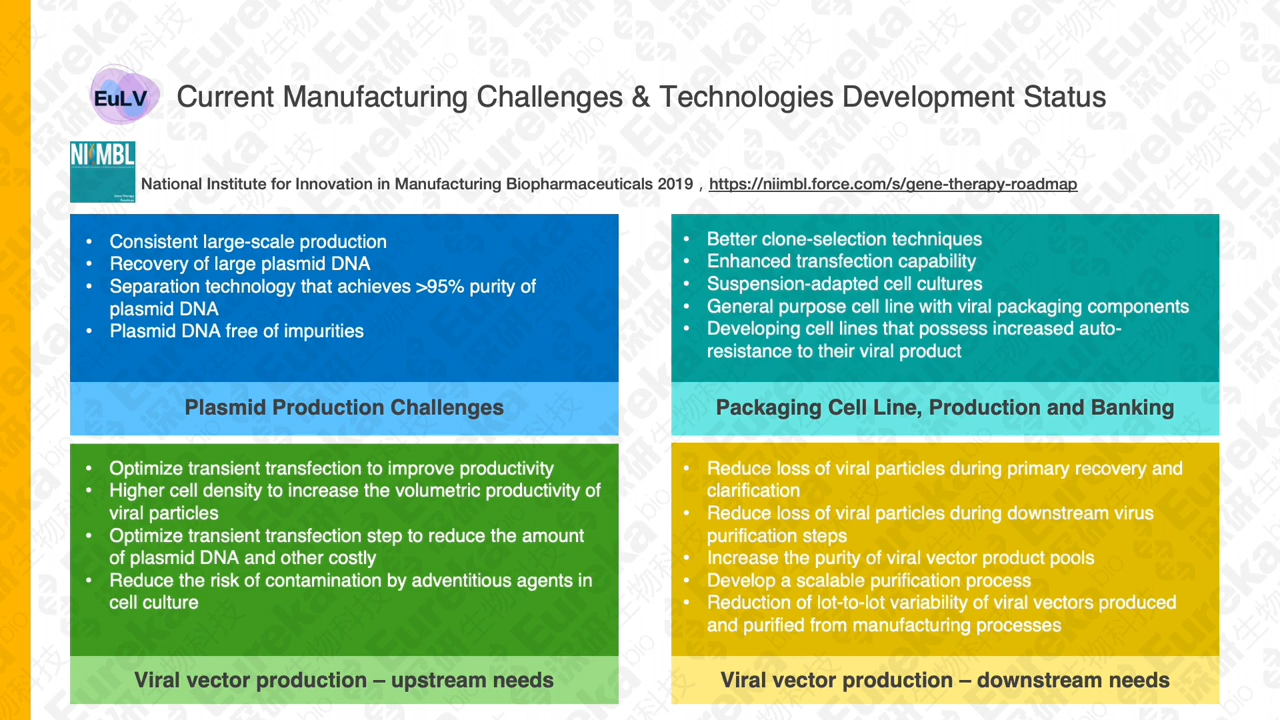 EuLV
Current Manufacturing Challenges & Technologies Development Status
NIIMBL
National Institute for Innovation in Manufacturing Biopharmaceuticals 2019 , https://niimbl.force.com/s/gene-therapy-roadmap
• Consistent large-scale production
• Recovery of large plasmid DNA
• Separation technology that achieves >95% purity of
plasmid DNA
• Plasmid DNA free of impurities
Plasmid Production Challenges
• Better clone-selection techniques
• Enhanced transfection capability
• Suspension-adapted cell cultures
• General purpose cell line with viral packaging components
• Developing cell lines that possess increased auto-
resistance to their viral product
Packaging Cell Line, Production and Banking
• Optimize transient transfection to improve productivity
• Higher cell density to increase the volumetric productivity of
viral particles
• Optimize transient transfection step to reduce the amount
of plasmid DNA and other costly
• Reduce the risk of contamination by adventitious agents in
cell culture
Viral vector production – upstream needs
• Reduce loss of viral particles during primary recovery and
clarification
• Reduce loss of viral particles during downstream virus
purification steps
• Increase the purity of viral vector product pools
• Develop a scalable purification process
• Reduction of lot-to-lot variability of viral vectors produced
and purified from manufacturing processes
Viral vector production – downstream needs
Eureka bio
深研生物科技